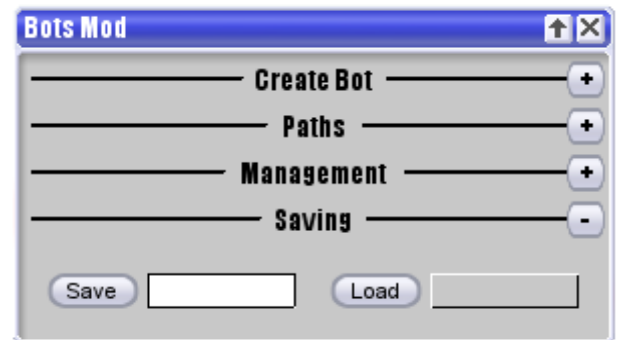 Bots Mod
Create Bot +
Paths +
Management +
Saving -
Save Load